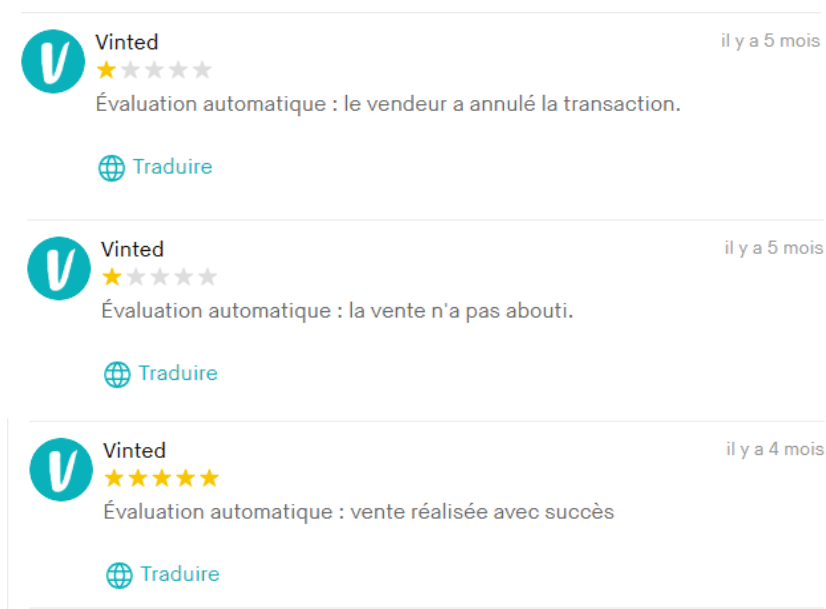 Vinted
il y a 5 mois
Évaluation automatique : le vendeur a annulé la transaction.
Traduire
Vinted
il y a 5 mois
Évaluation automatique : la vente n'a pas abouti.
Traduire
Vinted
il y a 4 mois
Évaluation automatique : vente réalisée avec succès
Traduire